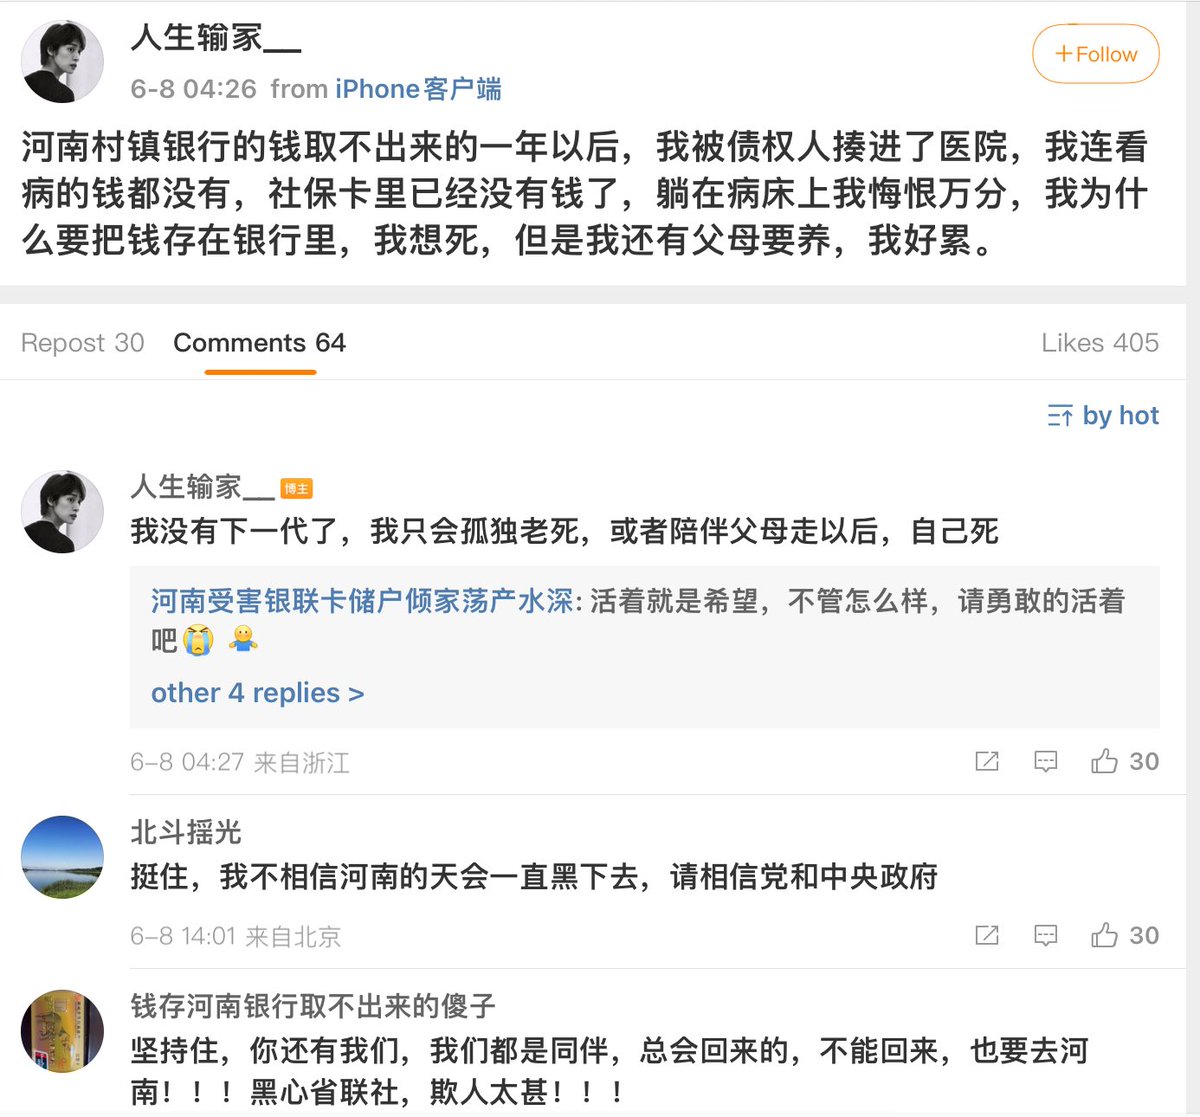 人生输家__
6-8 04:26 from iPhone客户端
+Follow
河南村镇银行的钱取不出来的一年以后，我被债权人揍进了医院，我连看
病的钱都没有，社保卡里已经没有钱了，躺在病床上我悔恨万分，我为什
么要把钱存在银行里，我想死，但是我还有父母要养，我好累。
Repost 30 Comments 64 Likes 405
by hot
人生输家__ 博主
我没有下一代了，我只会孤独老死，或者陪伴父母走以后，自己死
河南受害银联卡储户倾家荡产水深: 活着就是希望，不管怎么样，请勇敢的活着
吧😭 🤷‍♂️
other 4 replies >
6-8 04:27 来自浙江 30
北斗摇光
挺住，我不相信河南的天会一直黑下去，请相信党和中央政府
6-8 14:01 来自北京 30
钱存河南银行取不出来的傻子
坚持住，你还有我们，我们都是同伴，总会回来的，不能回来，也要去河
南！！！黑心省联社，欺人太甚！！！